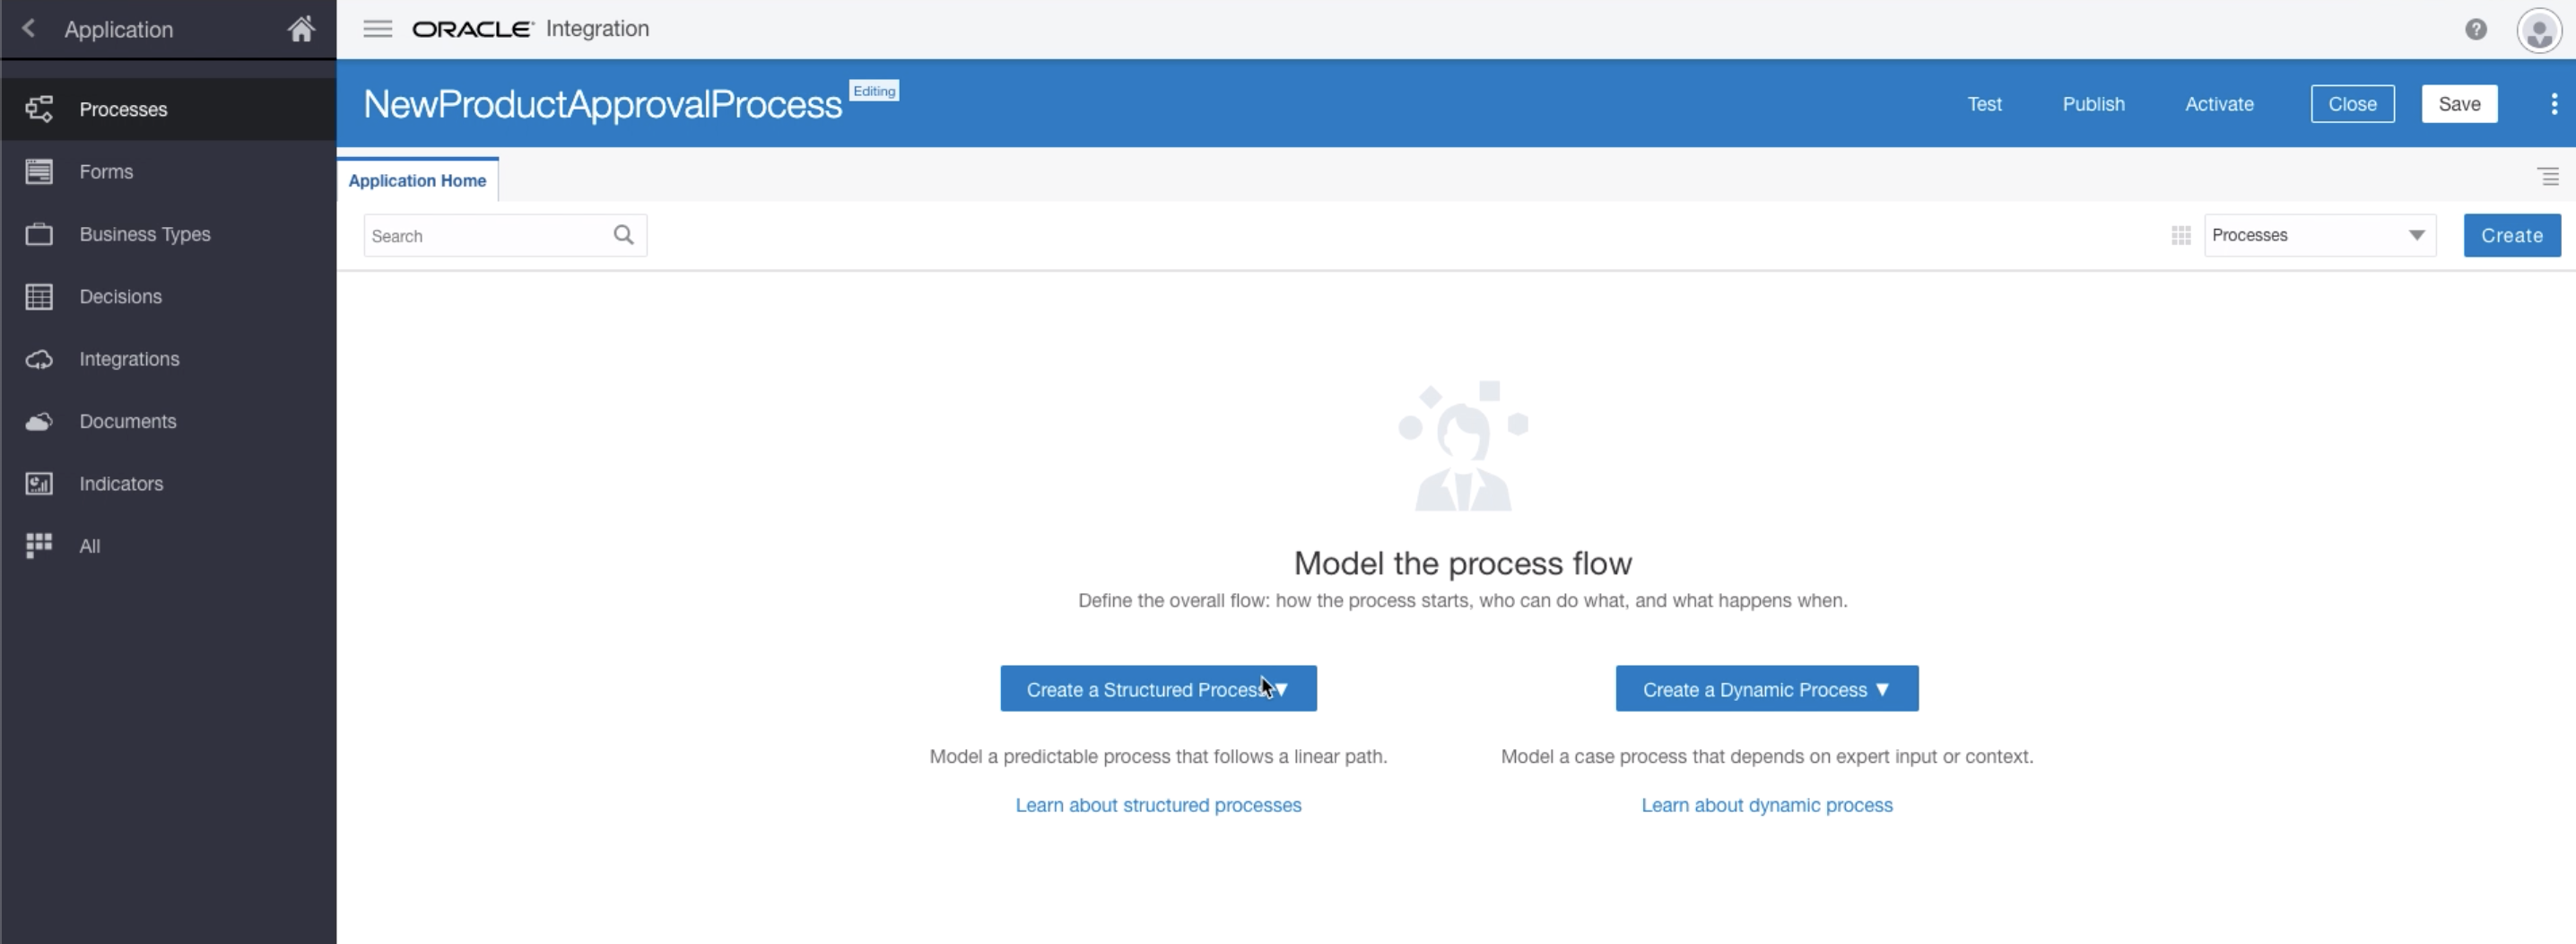 Application
ORACLE Integration
Processes
Forms
Business Types
Decisions
Integrations
Documents
Indicators
All
NewProductApprovalProcess Editing
Test Publish Activate Close Save
Application Home
Search Processes Create
Model the process flow
Define the overall flow: how the process starts, who can do what, and what happens when.
Create a Structured Process Create a Dynamic Process
Model a predictable process that follows a linear path. Model a case process that depends on expert input or context.
Learn about structured processes Learn about dynamic process